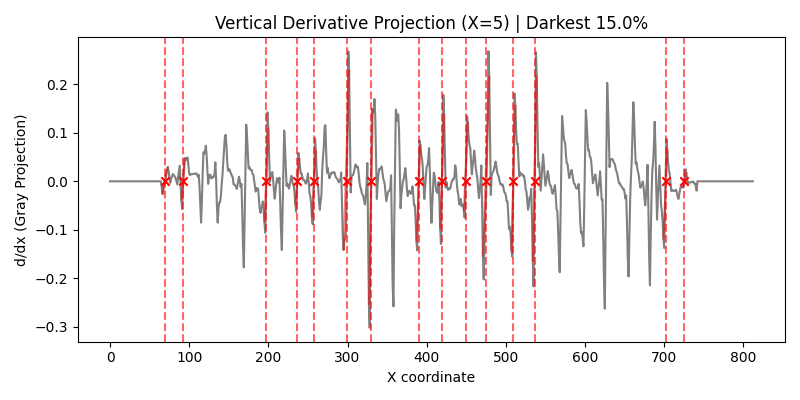 Vertical Derivative Projection (X=5) | Darkest 15.0%
d/dx (Gray Projection)
0.2
0.1
0.0
−0.1
−0.2
−0.3
0 100 200 300 400 500 600 700 800
X coordinate